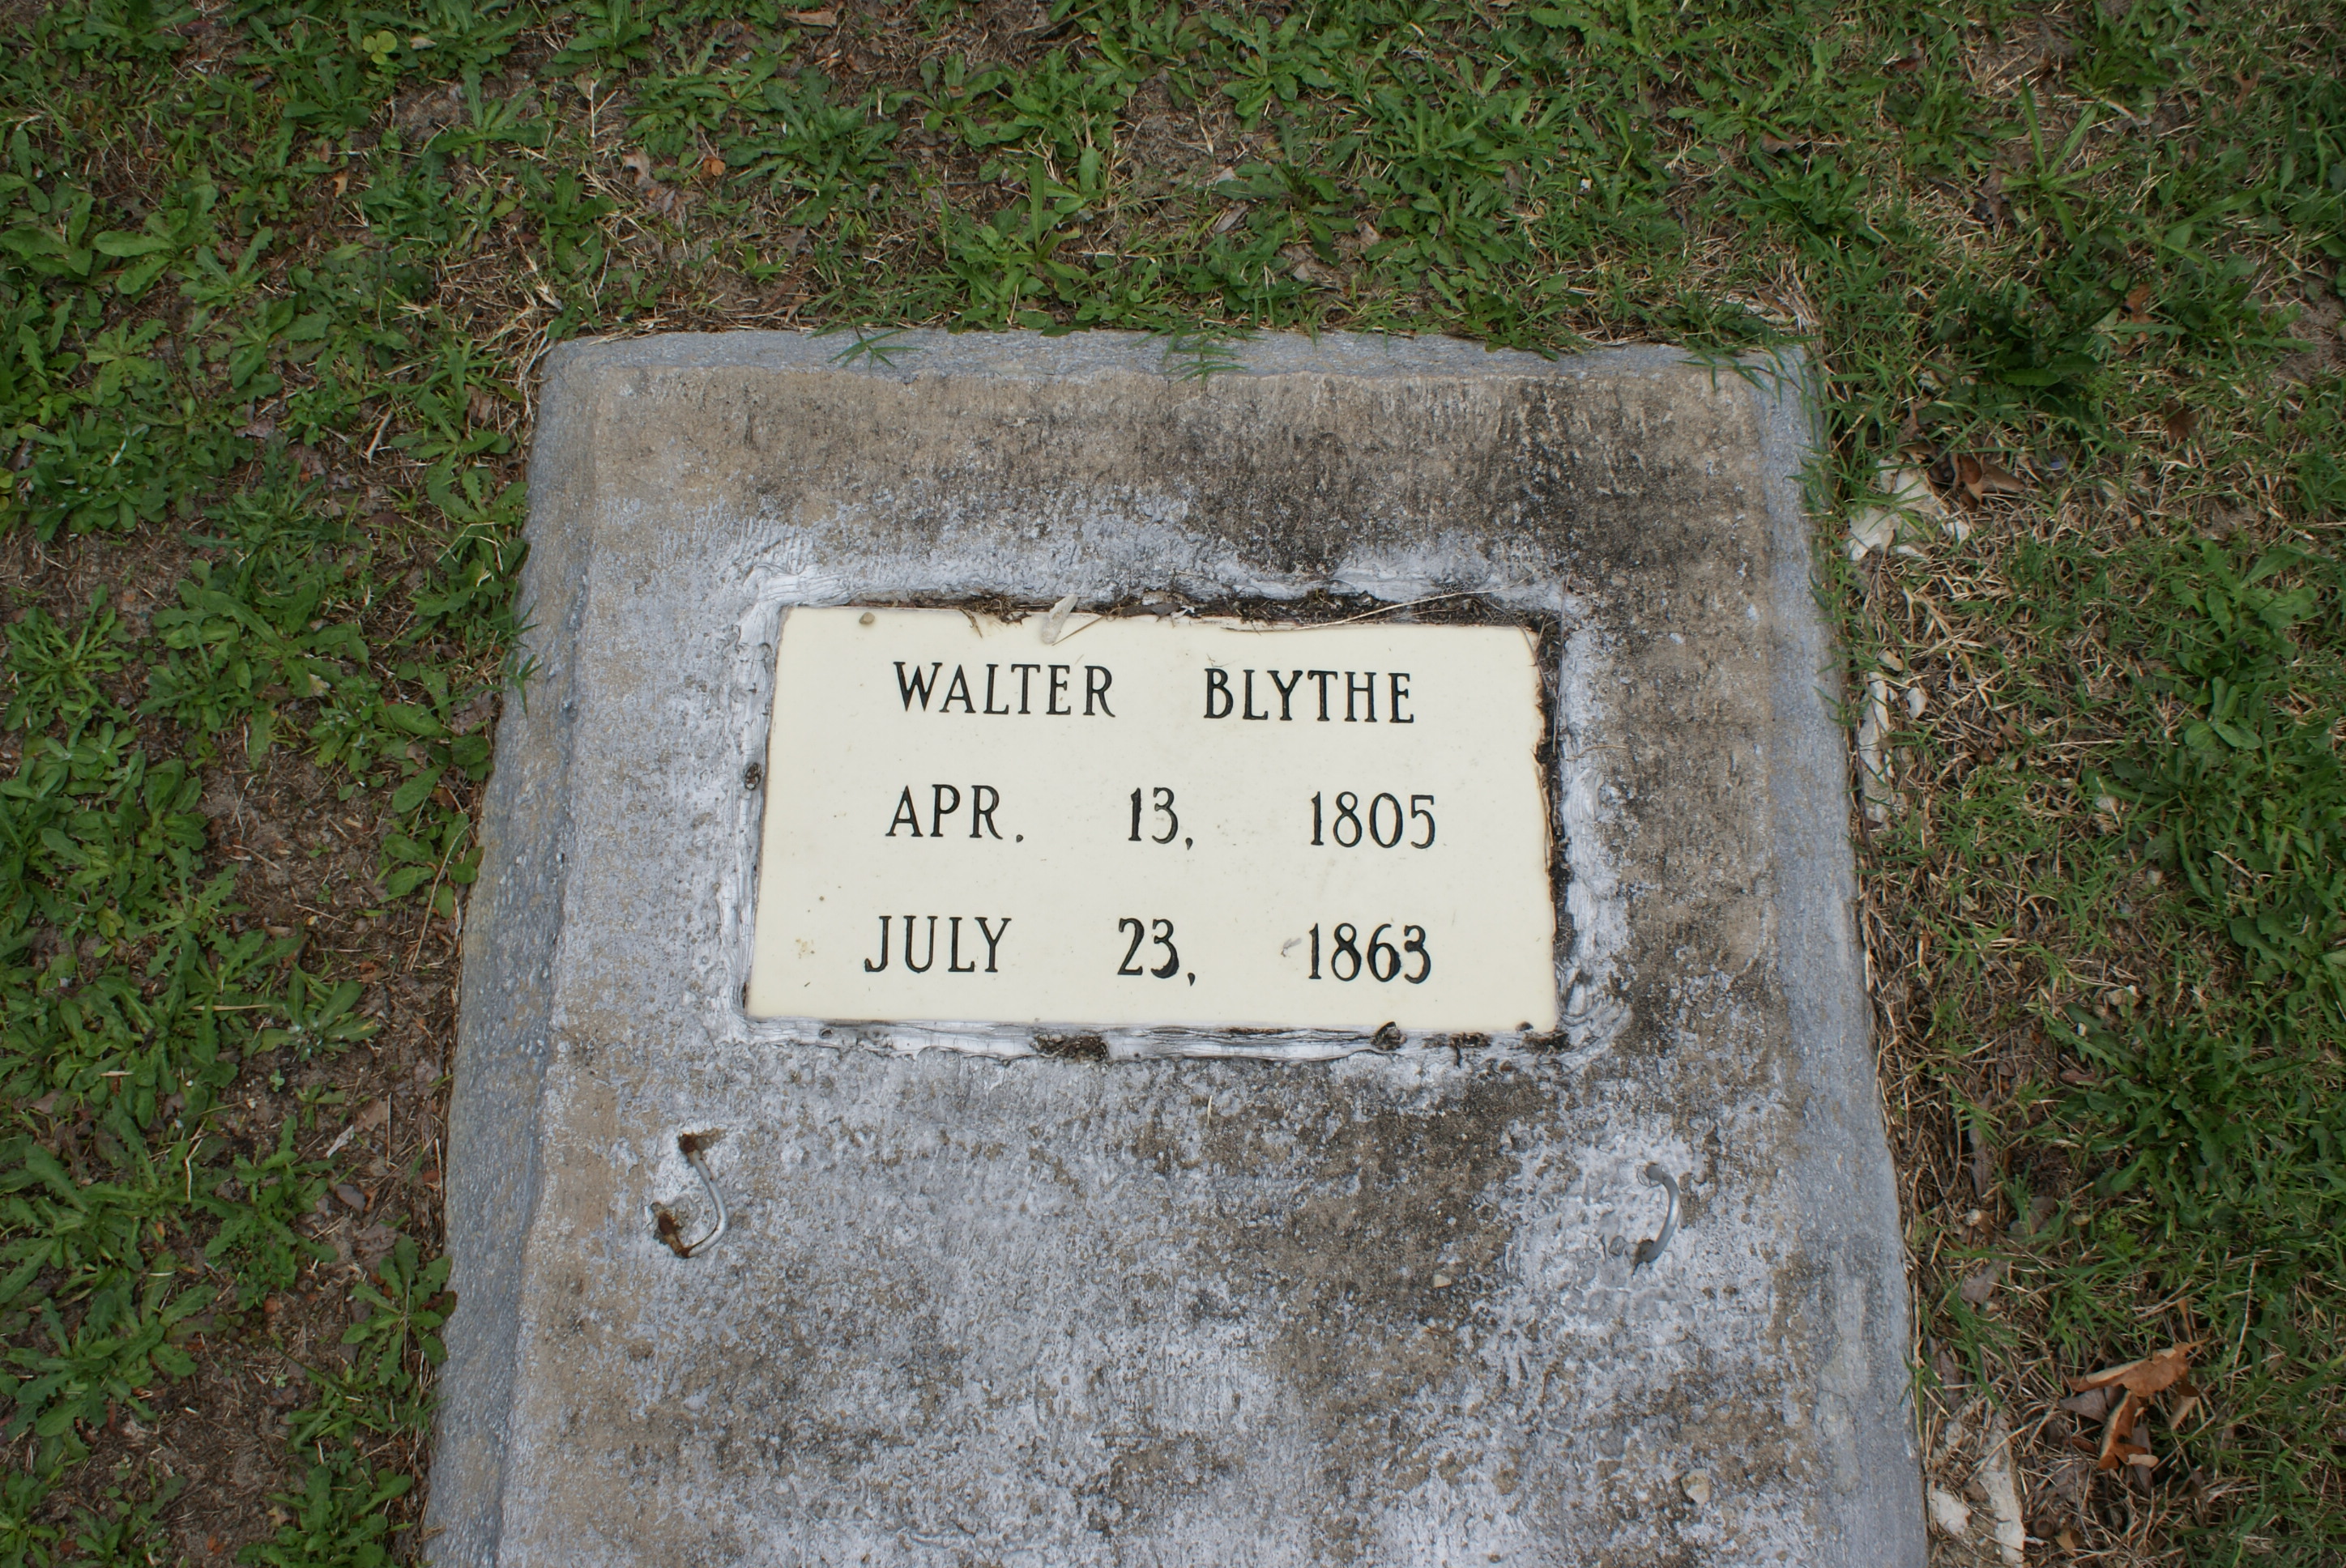 WALTER BLYTHE
APR. 13, 1805
JULY 23, 1863